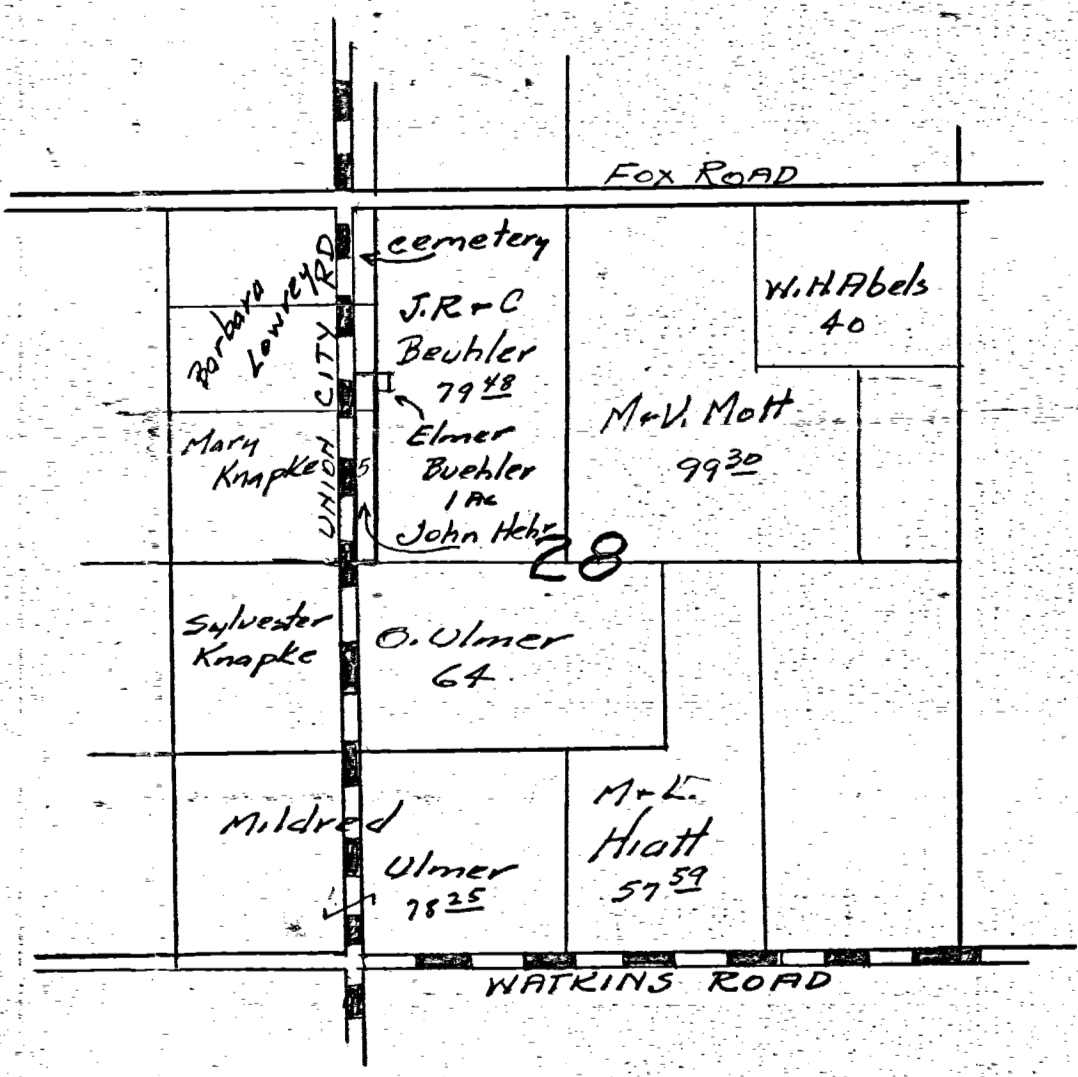 FOX ROAD
cemetery
UNION CITY RD
Barbara
Lowrey
J.R + C
Beuhler
79 48
W.H Abels
40
M+V. Mott
99 30
Elmer
Buehler
1 Ac
Mary
Knapke
5
John Hehr
28
Sylvester
Knapke
O. Ulmer
64
Mildred
Ulmer
78 25
Hiatt
57 59
WATKINS ROAD